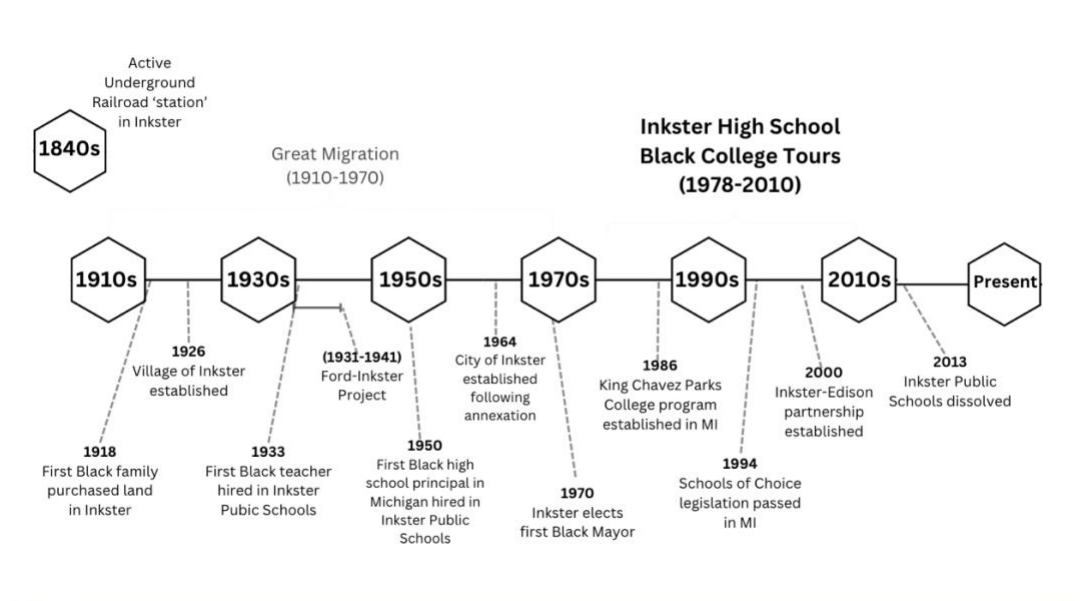 Active
Underground
Railroad ‘station’
in Inkster
1840s
Great Migration
(1910-1970)
Inkster High School
Black College Tours
(1978-2010)
1910s
1930s
1950s
1970s
1990s
2010s
Present
1918
First Black family
purchased land
in Inkster
1926
Village of Inkster
established
1933
First Black teacher
hired in Inkster
Pubic Schools
(1931-1941)
Ford-Inkster
Project
1950
First Black high
school principal in
Michigan hired in
Inkster Public
Schools
1964
City of Inkster
established
following
annexation
1970
Inkster elects
first Black Mayor
1986
King Chavez Parks
College program
established in MI
1994
Schools of Choice
legislation passed
in MI
2000
Inkster-Edison
partnership
established
2013
Inkster Public
Schools dissolved